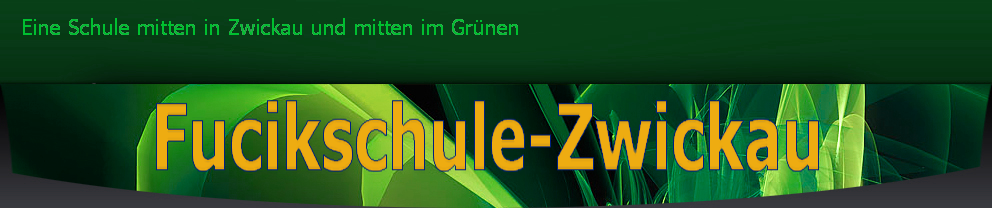 Eine Schule mitten in Zwickau und mitten im Grünen
Fucikschule-Zwickau